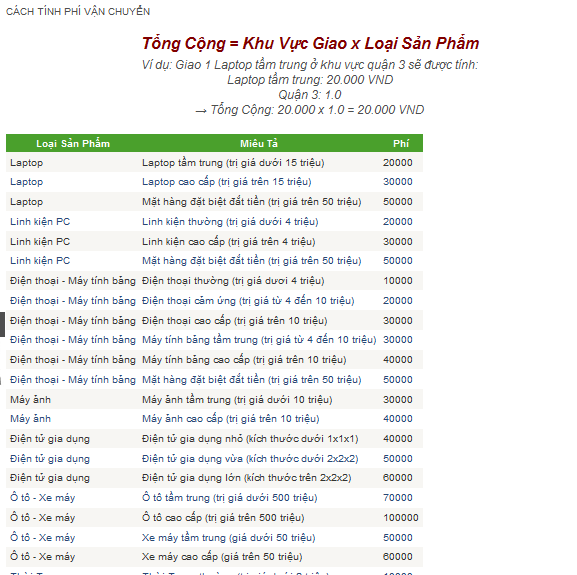 CÁCH TÍNH PHÍ VẬN CHUYỂN
Tổng Cộng = Khu Vực Giao x Loại Sản Phẩm
Ví dụ: Giao 1 Laptop tầm trung ở khu vực quận 3 sẽ được tính:
Laptop tầm trung: 20.000 VND
Quận 3: 1.0
→ Tổng Cộng: 20.000 x 1.0 = 20.000 VND
Loại Sản Phẩm Miêu Tả Phí
Laptop Laptop tầm trung (trị giá dưới 15 triệu) 20000
Laptop Laptop cao cấp (trị giá trên 15 triệu) 30000
Laptop Mặt hàng đặt biệt đắt tiền (trị giá trên 50 triệu) 50000
Linh kiện PC Linh kiện thường (trị giá dưới 4 triệu) 20000
Linh kiện PC Linh kiện cao cấp (trị giá trên 4 triệu) 30000
Linh kiện PC Mặt hàng đặt biệt đắt tiền (trị giá trên 50 triệu) 50000
Điện thoại - Máy tính bảng Điện thoại thường (trị giá dươi 4 triệu) 10000
Điện thoại - Máy tính bảng Điện thoại cảm ứng (trị giá từ 4 đến 10 triệu) 20000
Điện thoại - Máy tính bảng Điện thoại cao cấp (trị giá trên 10 triệu) 30000
Điện thoại - Máy tính bảng Máy tính bảng tầm trung (trị giá từ 4 đến 10 triệu) 30000
Điện thoại - Máy tính bảng Máy tính bảng cao cấp (trị giá trên 10 triệu) 40000
Điện thoại - Máy tính bảng Mặt hàng đặt biệt đắt tiền (trị giá trên 50 triệu) 50000
Máy ảnh Máy ảnh tầm trung (trị giá dưới 10 triệu) 30000
Máy ảnh Máy ảnh cao cấp (trị giá trên 10 triệu) 40000
Điện tử gia dụng Điện tử gia dụng nhỏ (kích thước dưới 1x1x1) 40000
Điện tử gia dụng Điện tử gia dụng vừa (kích thước dưới 2x2x2) 50000
Điện tử gia dụng Điện tử gia dụng lớn (kích thước trên 2x2x2) 60000
Ô tô - Xe máy Ô tô tầm trung (trị giá dưới 500 triệu) 70000
Ô tô - Xe máy Ô tô cao cấp (trị giá trên 500 triệu) 100000
Ô tô - Xe máy Xe máy tầm trung (giá dưới 50 triệu) 50000
Ô tô - Xe máy Xe máy cao cấp (giá trên 50 triệu) 60000